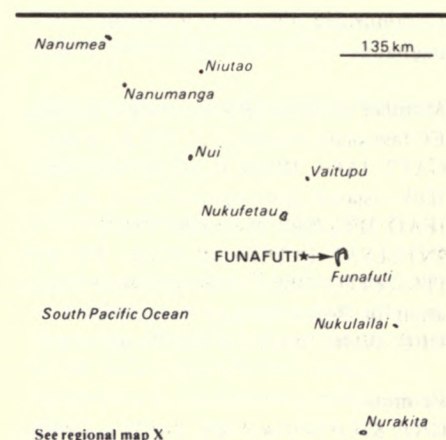 Nanumea
135 km
Niutao
Nanumanga
Nui
Vaitupu
Nukufetau
FUNAFUTI★
Funafuti
South Pacific Ocean
Nukulailai
Nurakita
See regional map X